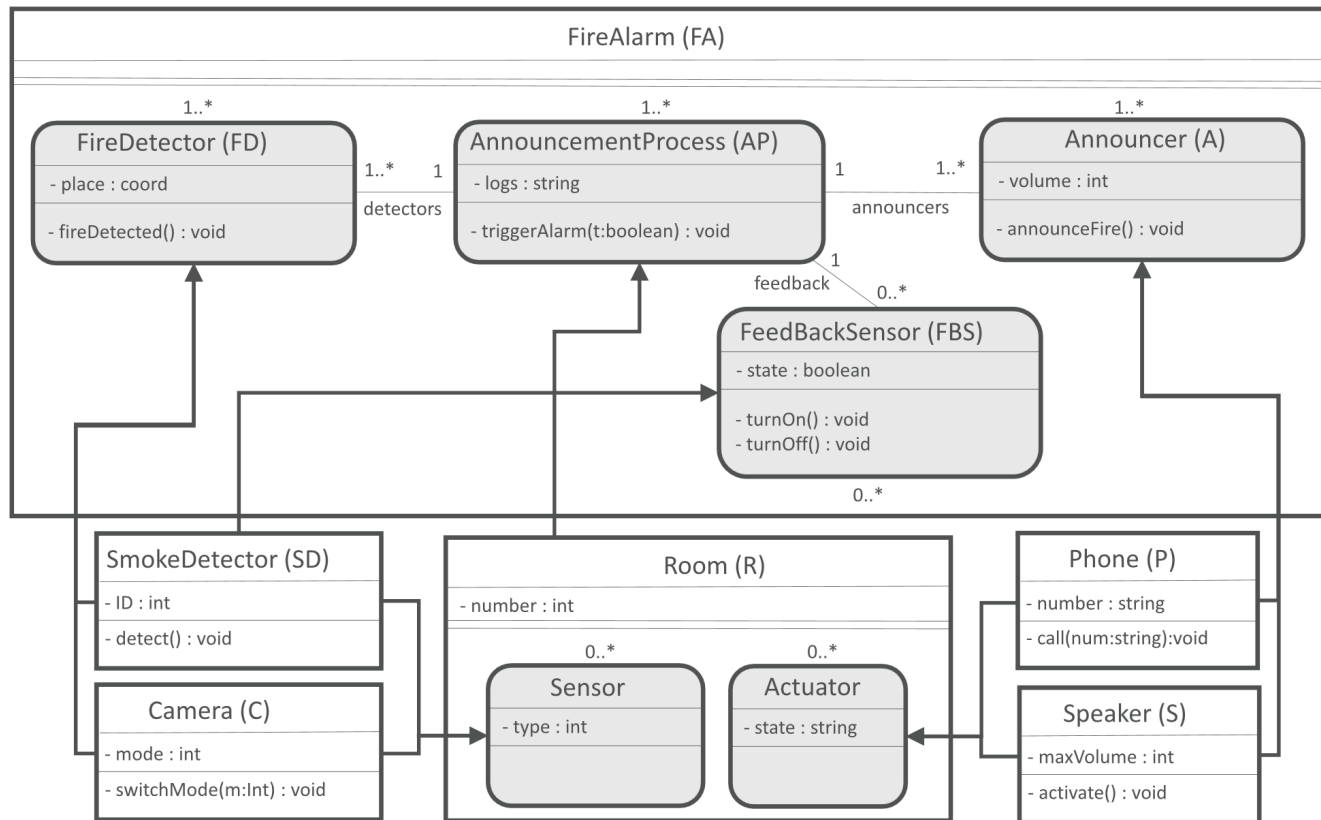 FireAlarm (FA)
1..*
1..*
1..*
FireDetector (FD)
- place : coord
- fireDetected() : void
1..*
1
detectors
AnnouncementProcess (AP)
- logs : string
- triggerAlarm(t:boolean) : void
1
1..*
announcers
Announcer (A)
- volume : int
- announceFire() : void
1
feedback
0..*
FeedBackSensor (FBS)
- state : boolean
- turnOn() : void
- turnOff() : void
0..*
SmokeDetector (SD)
- ID : int
- detect() : void
Camera (C)
- mode : int
- switchMode(m:Int) : void
Room (R)
- number : int
0..*
0..*
Sensor
- type : int
Actuator
- state : string
Phone (P)
- number : string
- call(num:string):void
Speaker (S)
- maxVolume : int
- activate() : void